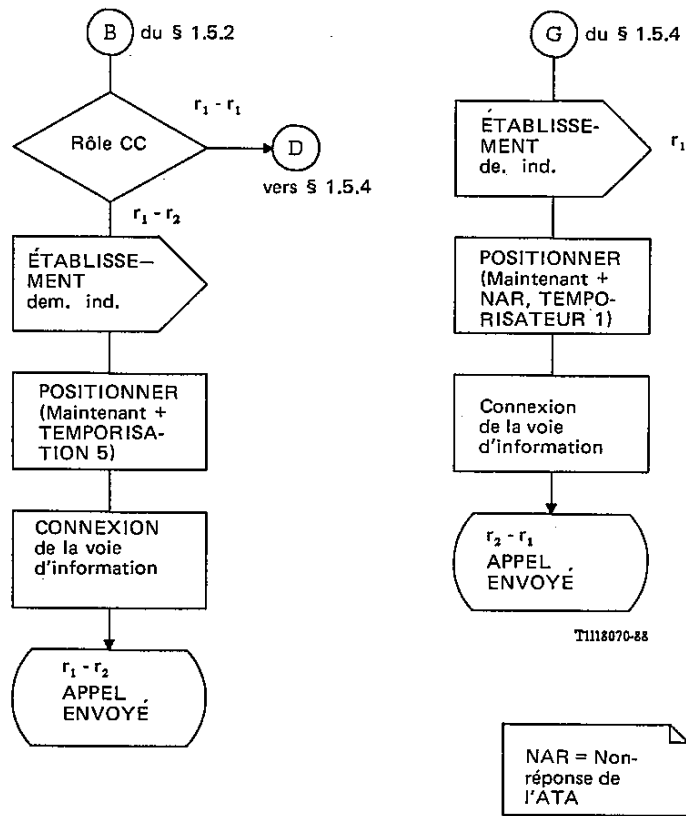 B du § 1.5.2
r₁ - r₁
Rôle CC
D
vers § 1.5.4
r₁ - r₂
ÉTABLISSE-
MENT
dem. ind.
POSITIONNER
(Maintenant +
TEMPORISA-
TION 5)
CONNEXION
de la voie
d'information
r₁ - r₂
APPEL
ENVOYÉ
G du § 1.5.4
ÉTABLISSE-
MENT
de. ind.
r₁
POSITIONNER
(Maintenant +
NAR, TEMPO-
RISATEUR 1)
Connexion
de la voie
d'information
r₂ - r₁
APPEL
ENVOYÉ
T1118070-88
NAR = Non-
réponse de
l'ATA